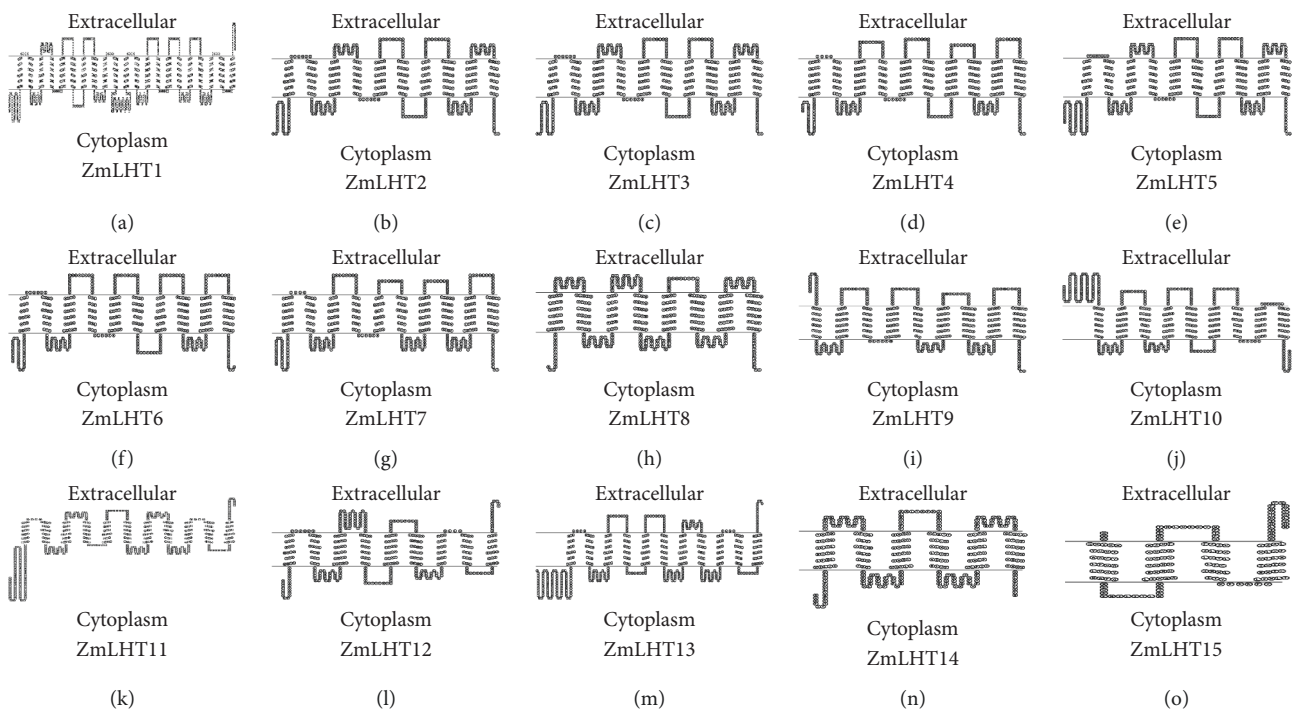 Extracellular
Cytoplasm
ZmLHT1
(a)
Extracellular
Cytoplasm
ZmLHT2
(b)
Extracellular
Cytoplasm
ZmLHT3
(c)
Extracellular
Cytoplasm
ZmLHT4
(d)
Extracellular
Cytoplasm
ZmLHT5
(e)
Extracellular
Cytoplasm
ZmLHT6
(f)
Extracellular
Cytoplasm
ZmLHT7
(g)
Extracellular
Cytoplasm
ZmLHT8
(h)
Extracellular
Cytoplasm
ZmLHT9
(i)
Extracellular
Cytoplasm
ZmLHT10
(j)
Extracellular
Cytoplasm
ZmLHT11
(k)
Extracellular
Cytoplasm
ZmLHT12
(l)
Extracellular
Cytoplasm
ZmLHT13
(m)
Extracellular
Cytoplasm
ZmLHT14
(n)
Extracellular
Cytoplasm
ZmLHT15
(o)